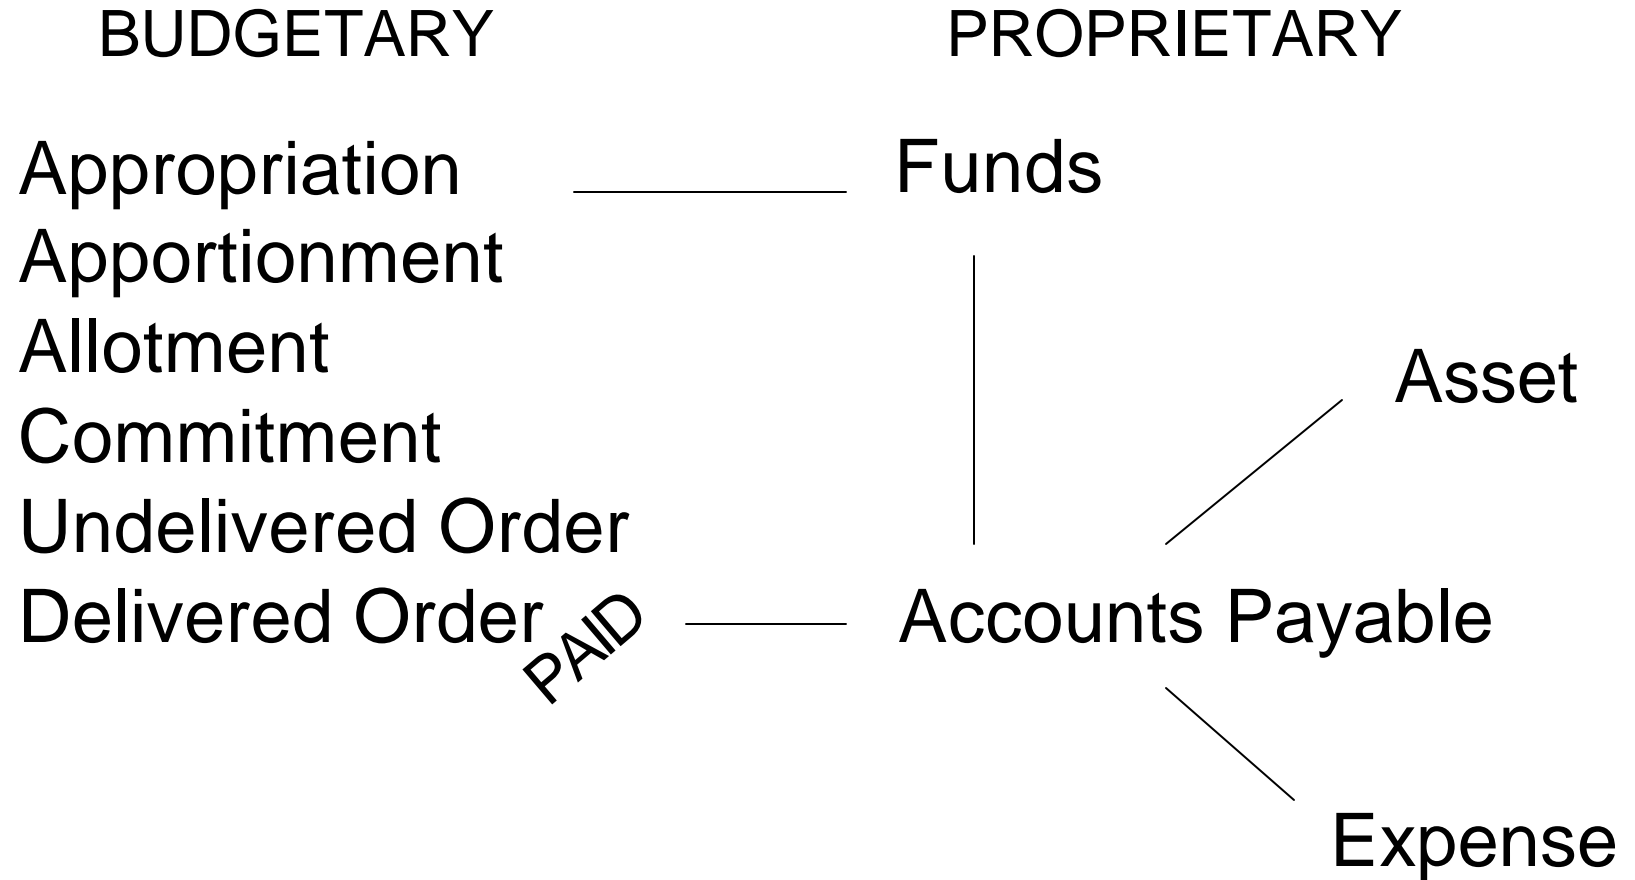 BUDGETARY
PROPRIETARY
Appropriation
Funds
Apportionment
Allotment
Asset
Commitment
Undelivered Order
Delivered Order
PAID
Accounts Payable
Expense